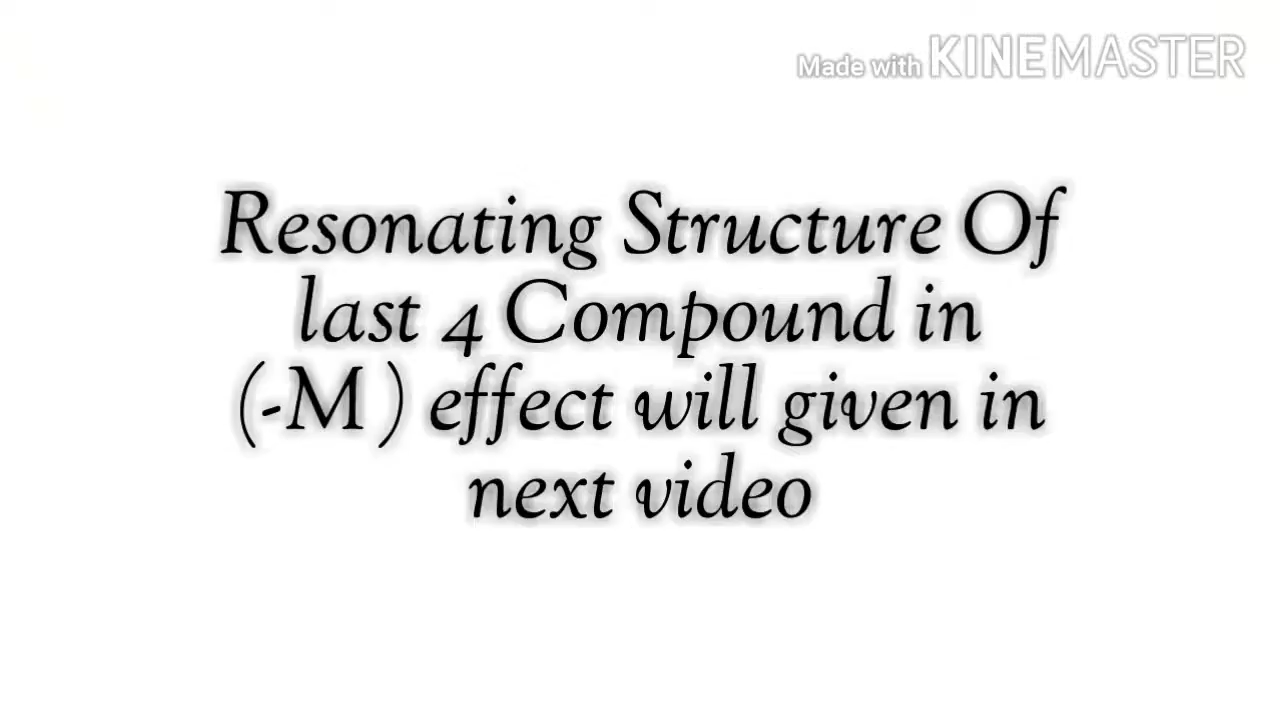 Made with KINEMASTER
Resonating Structure Of
last 4 Compound in
(-M ) effect will given in
next video